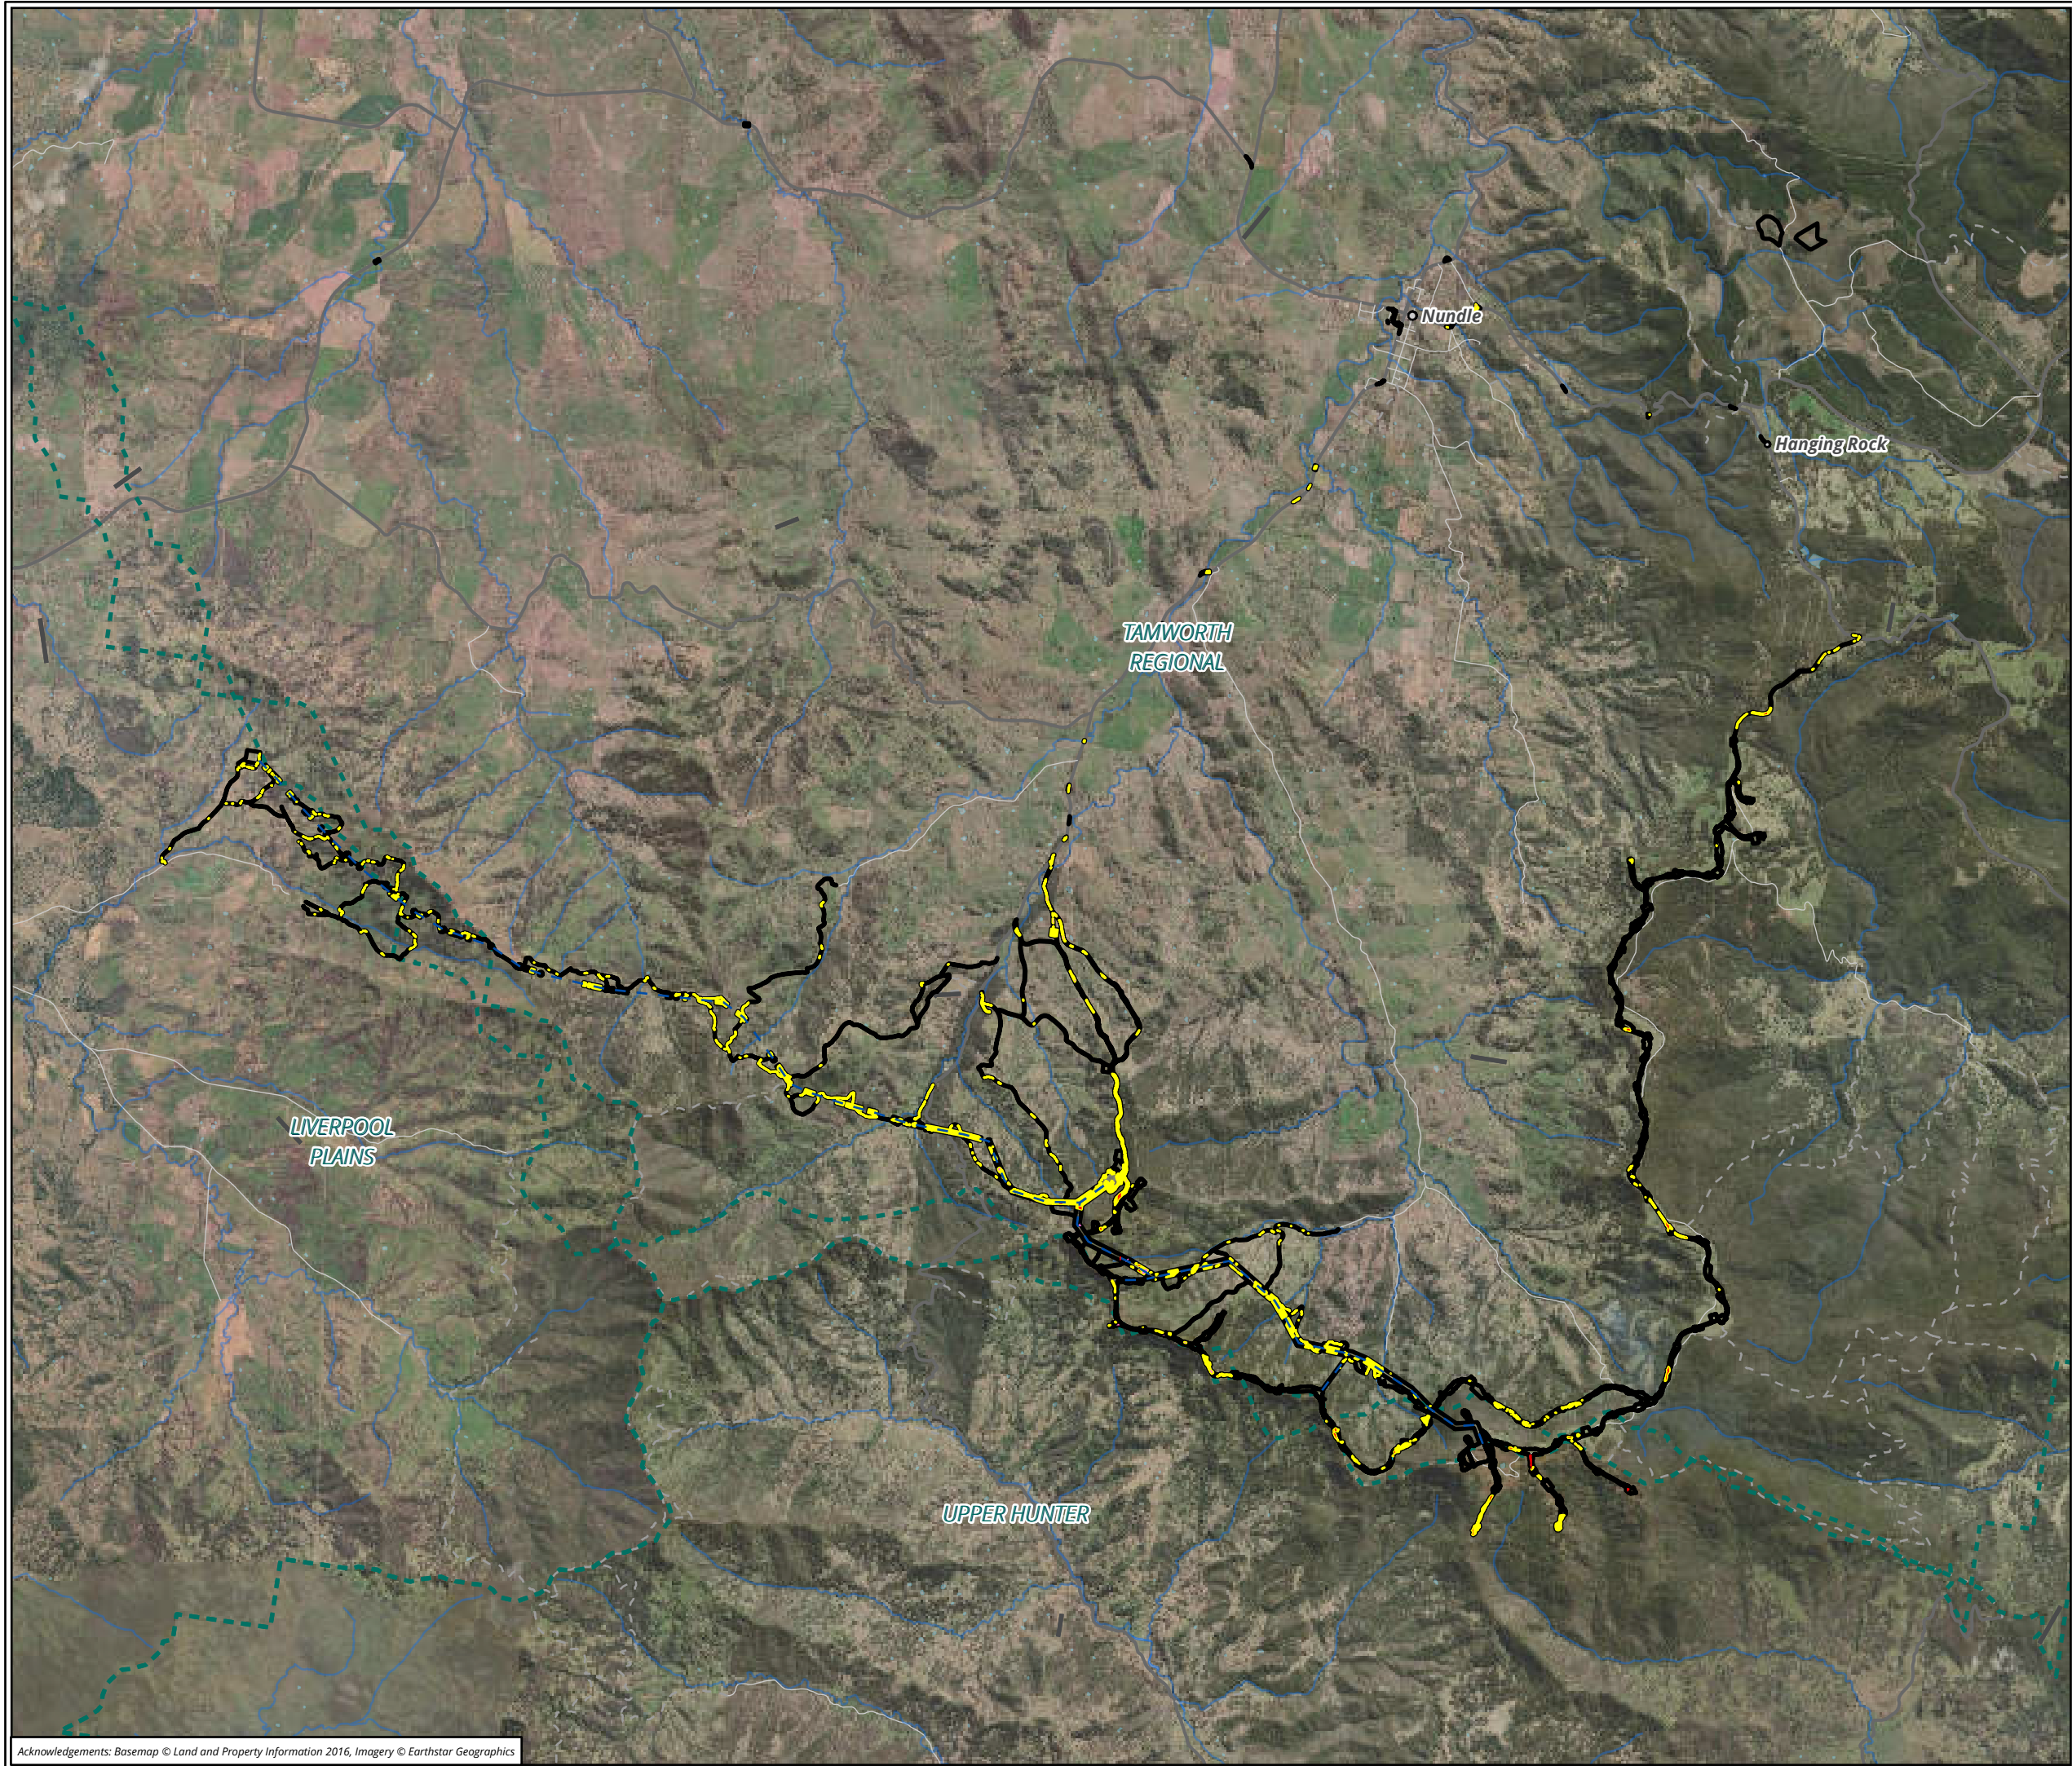 Nundle
Hanging Rock
TAMWORTH
REGIONAL
LIVERPOOL
PLAINS
UPPER HUNTER
Acknowledgements: Basemap © Land and Property Information 2016, Imagery © Earthstar Geographics